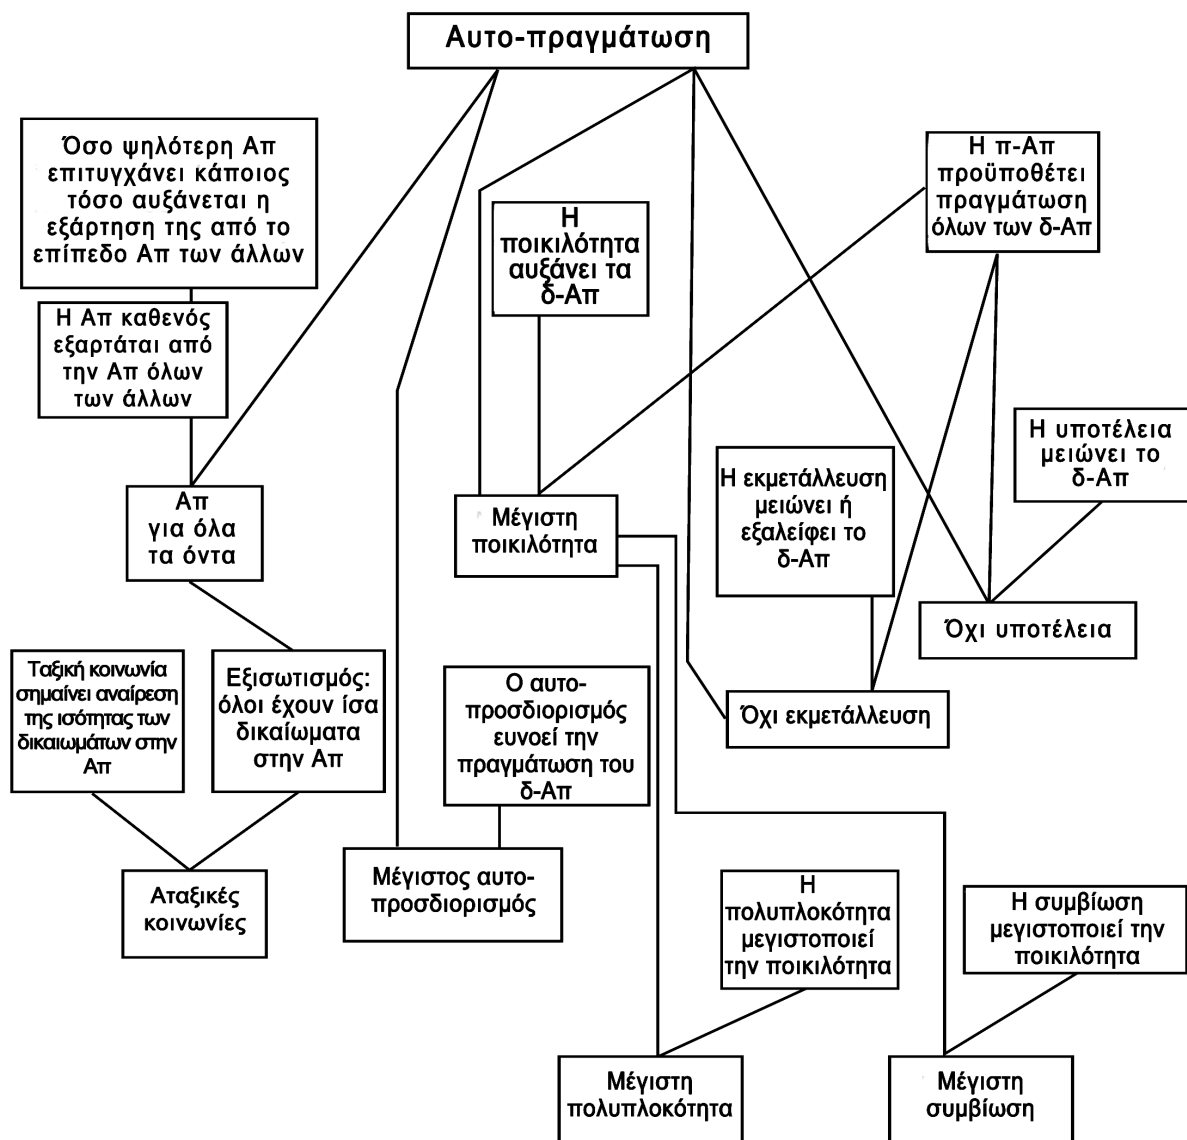 Αυτο-πραγμάτωση
Όσο ψηλότερη Απ
επιτυγχάνει κάποιος
τόσο αυξάνεται η
εξάρτηση της από το
επίπεδο Απ των άλλων
Η π-Απ
προϋποθέτει
πραγμάτωση
όλων των δ-Απ
Η
ποικιλότητα
αυξάνει τα
δ-Απ
Η Απ καθενός
εξαρτάται από
την Απ όλων
των άλλων
Η υποτέλεια
μειώνει το
δ-Απ
Η εκμετάλλευση
μειώνει ή
εξαλείφει το
δ-Απ
Απ
για όλα
τα όντα
Μέγιστη
ποικιλότητα
Όχι υποτέλεια
Ταξική κοινωνία
σημαίνει αναίρεση
της ισότητας των
δικαιωμάτων στην
Απ
Εξισωτισμός:
όλοι έχουν ίσα
δικαίωματα
στην Απ
Ο αυτο-
προσδιορισμός
ευνοεί την
πραγμάτωση του
δ-Απ
Όχι εκμετάλλευση
Αταξικές
κοινωνίες
Μέγιστος αυτο-
προσδιορισμός
Η
πολυπλοκότητα
μεγιστοποιεί
την ποικιλότητα
Η συμβίωση
μεγιστοποιεί την
ποικιλότητα
Μέγιστη
πολυπλοκότητα
Μέγιστη
συμβίωση